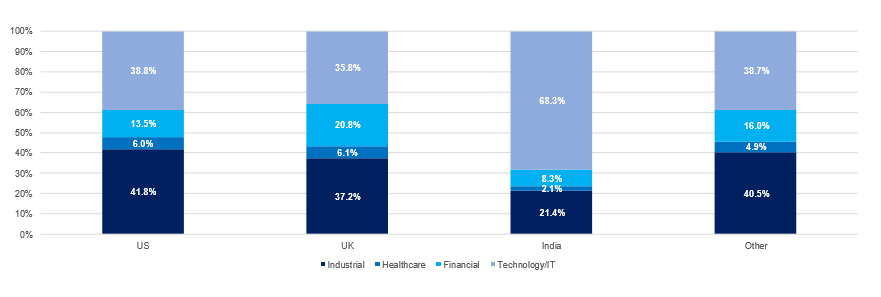 100%
90%
80%
70%
60%
50%
40%
30%
20%
10%
0%
38.8% 35.8% 68.3% 38.7%
13.5% 20.8% 8.3% 16.0%
6.0% 6.1% 2.1% 4.9%
41.8% 37.2% 21.4% 40.5%
US UK India Other
Industrial Healthcare Financial Technology/IT